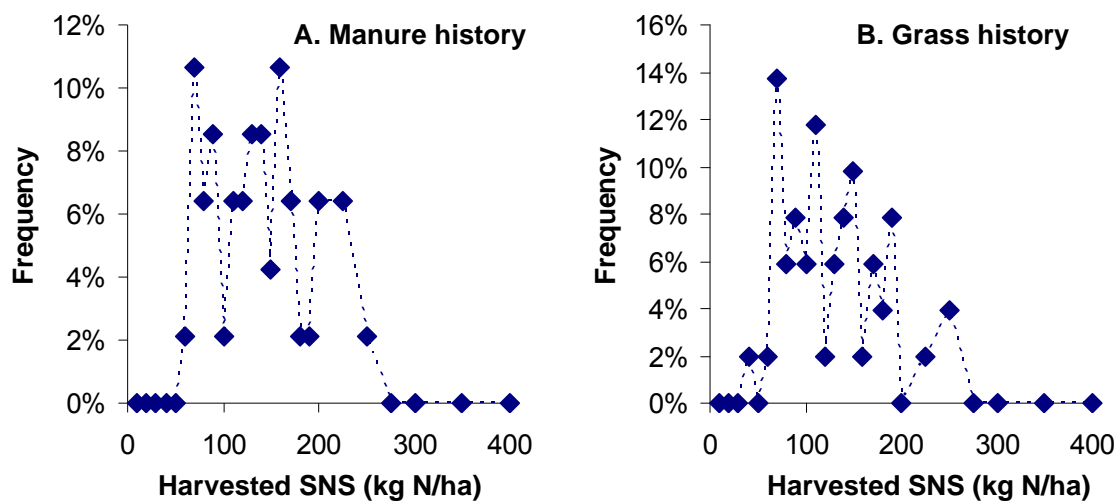 A. Manure history
12%
10%
8%
6%
4%
2%
0%
Frequency
0 100 200 300 400
Harvested SNS (kg N/ha)
B. Grass history
16%
14%
12%
10%
8%
6%
4%
2%
0%
Frequency
0 100 200 300 400
Harvested SNS (kg N/ha)